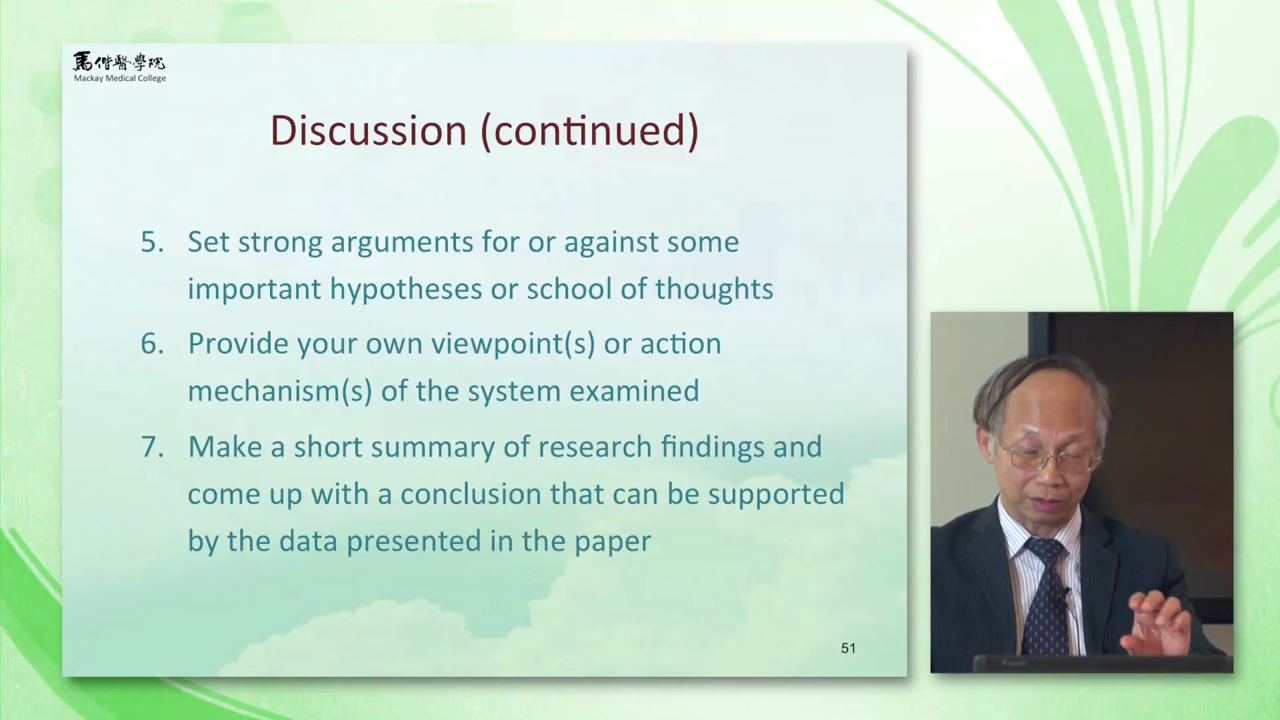 馬偕醫學院
Mackay Medical College
Discussion (continued)
5. Set strong arguments for or against some
important hypotheses or school of thoughts
6. Provide your own viewpoint(s) or action
mechanism(s) of the system examined
7. Make a short summary of research findings and
come up with a conclusion that can be supported
by the data presented in the paper
51